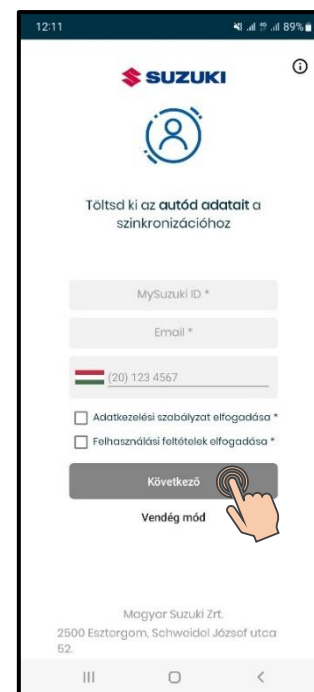 12:11
89%
SUZUKI
Töltsd ki az autód adatait a
szinkronizációhoz
MySuzuki ID *
Email *
(20) 123 4567
Adatkezelési szabályzat elfogadása *
Felhasználási feltételek elfogadása *
Következő
Vendég mód
Magyar Suzuki Zrt.
2500 Esztergom, Schweidel József utca
52.